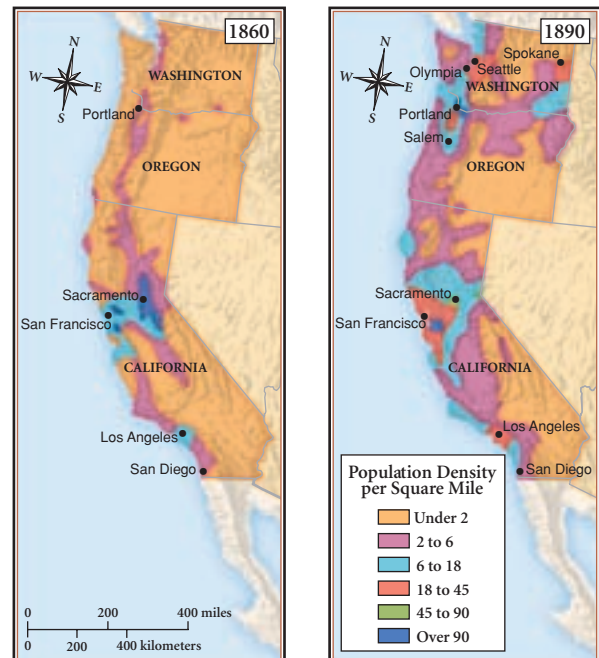 1860
N
W
E
S
WASHINGTON
Portland
OREGON
Sacramento
San Francisco
CALIFORNIA
Los Angeles
San Diego
0 200 400 miles
0 200 400 kilometers
1890
N
W
E
S
Spokane
Olympia
Seattle
WASHINGTON
Portland
Salem
OREGON
Sacramento
San Francisco
CALIFORNIA
Los Angeles
San Diego
Population Density
per Square Mile
Under 2
2 to 6
6 to 18
18 to 45
45 to 90
Over 90